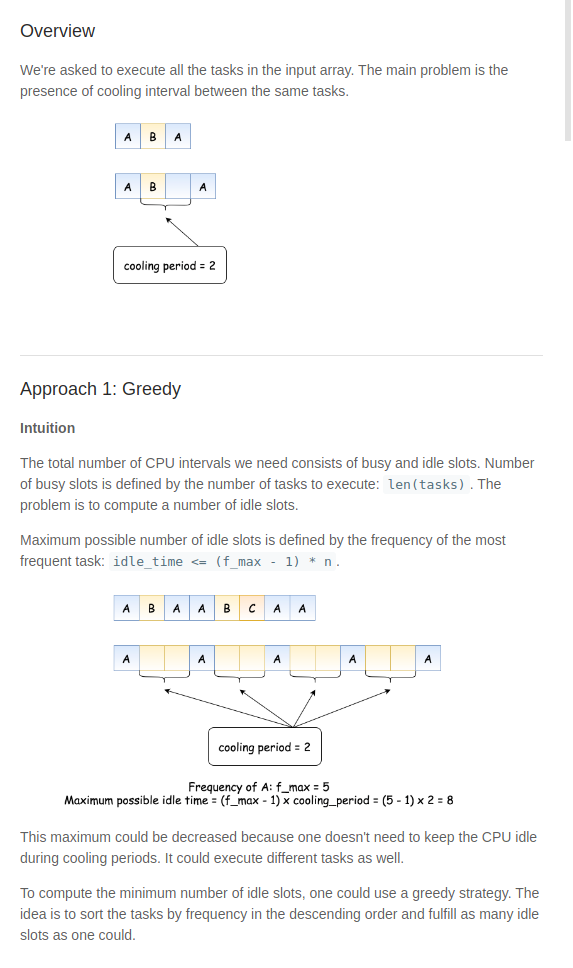 Overview
We're asked to execute all the tasks in the input array. The main problem is the
presence of cooling interval between the same tasks.
A B A
A B A
cooling period = 2
Approach 1: Greedy
Intuition
The total number of CPU intervals we need consists of busy and idle slots. Number
of busy slots is defined by the number of tasks to execute: len(tasks) . The
problem is to compute a number of idle slots.
Maximum possible number of idle slots is defined by the frequency of the most
frequent task: idle_time <= (f_max - 1) * n .
A B A A B C A A
A A A A A
cooling period = 2
Frequency of A: f_max = 5
Maximum possible idle time = (f_max - 1) x cooling_period = (5 - 1) x 2 = 8
This maximum could be decreased because one doesn't need to keep the CPU idle
during cooling periods. It could execute different tasks as well.
To compute the minimum number of idle slots, one could use a greedy strategy. The
idea is to sort the tasks by frequency in the descending order and fulfill as many idle
slots as one could.